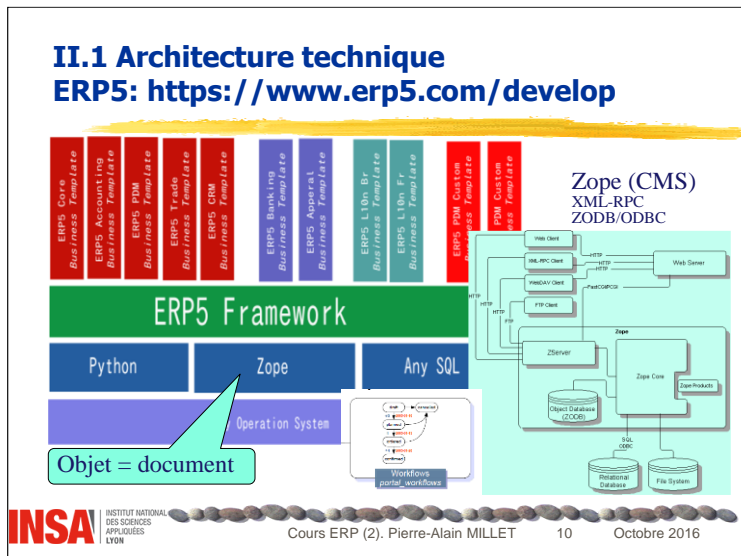 II.1 Architecture technique
ERP5: https://www.erp5.com/develop
ERP5 Core
Business Template
ERP5 Accounting
Business Template
ERP5 PDM
Business Template
ERP5 Trade
Business Template
ERP5 CRM
Business Template
ERP5 Banking
Business Template
ERP5 Apperal
Business Template
ERP5 L10n Br
Business Template
ERP5 L10n Fr
Business Template
ERP5 PDM Custom
Business Template
PDM Custom
Business Template
Zope (CMS)
XML-RPC
ZODB/ODBC
ERP5 Framework
Python
Zope
Any SQL
Operation System
Objet = document
Workflows
portal_workflows
Web Client
XML-RPC Client
WebDAV Client
FTP Client
Web Server
HTTP
HTTP
HTTP
FastCGI/PCGI
HTTP
HTTP
HTTP
FTP
Zope
ZServer
Zope Core
Zope Products
Object Database
(ZODB)
SQL
ODBC
Relational
Database
File System
INSA
INSTITUT NATIONAL
DES SCIENCES
APPLIQUÉES
LYON
Cours ERP (2). Pierre-Alain MILLET 10 Octobre 2016